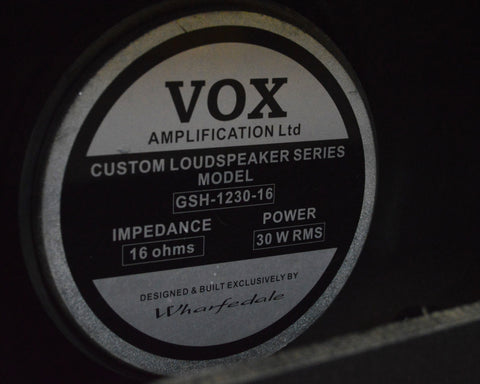 VOX
AMPLIFICATION Ltd
CUSTOM LOUDSPEAKER SERIES
MODEL
GSH-1230-16
IMPEDANCE POWER
16 ohms 30 W RMS
DESIGNED & BUILT EXCLUSIVELY BY
Wharfedale